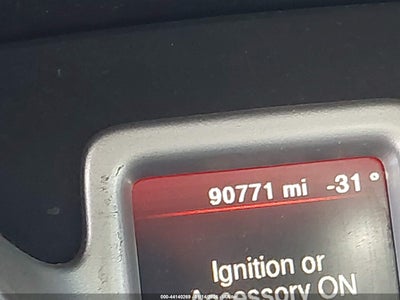 90771 mi -31°
Ignition or
Accessory ON